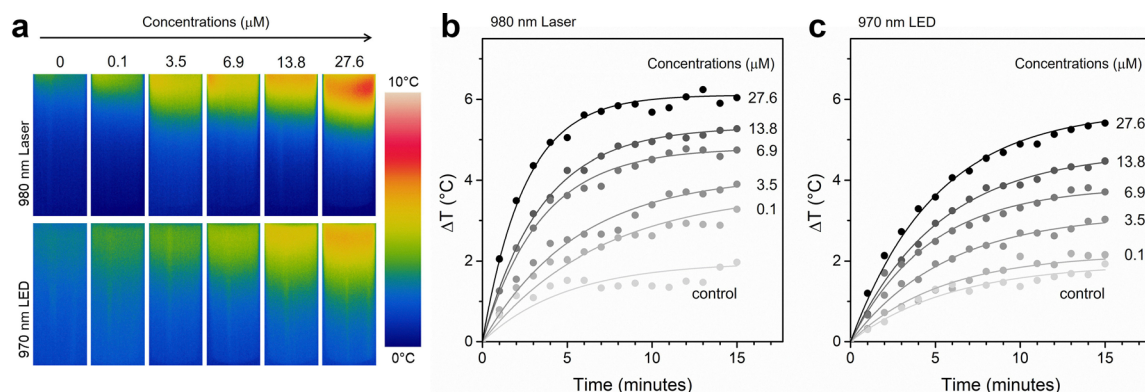 a
Concentrations (µM)
0 0.1 3.5 6.9 13.8 27.6
980 nm Laser
970 nm LED
10°C
0°C
b
980 nm Laser
Concentrations (µM)
27.6
13.8
6.9
3.5
0.1
control
ΔT (°C)
6
4
2
0
0 5 10 15
Time (minutes)
c
970 nm LED
Concentrations (µM)
27.6
13.8
6.9
3.5
0.1
control
ΔT (°C)
6
4
2
0
0 5 10 15
Time (minutes)